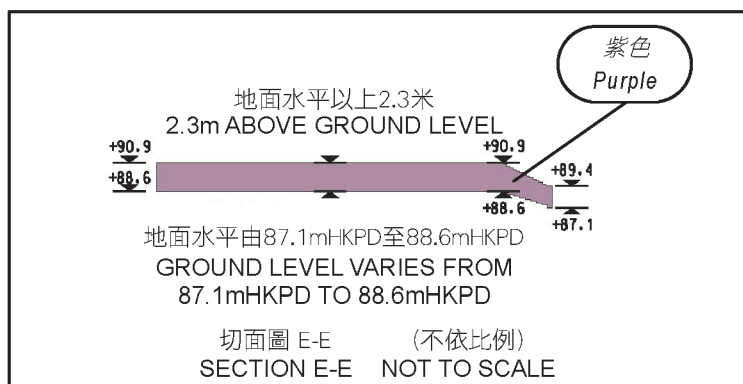 紫色
Purple
地面水平以上2.3米
2.3m ABOVE GROUND LEVEL
+90.9
+90.9
+88.6
+89.4
+88.6
+87.1
地面水平由87.1mHKPD至88.6mHKPD
GROUND LEVEL VARIES FROM
87.1mHKPD TO 88.6mHKPD
切面圖 E-E (不依比例)
SECTION E-E NOT TO SCALE